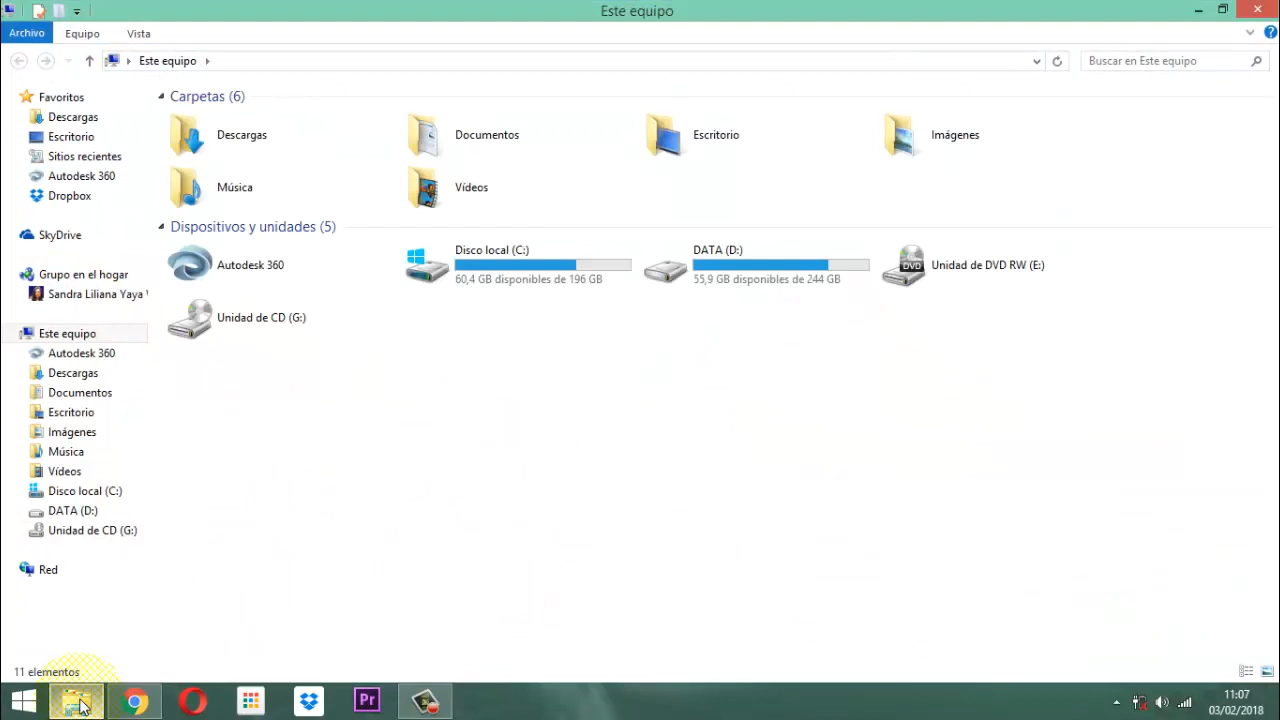 Este equipo
Archivo Equipo Vista
Este equipo Buscar en Este equipo
Favoritos
Descargas
Escritorio
Sitios recientes
Autodesk 360
Dropbox
SkyDrive
Grupo en el hogar
Sandra Liliana Yaya
Este equipo
Autodesk 360
Descargas
Documentos
Escritorio
Imágenes
Música
Vídeos
Disco local (C:)
DATA (D:)
Unidad de CD (G:)
Red
Carpetas (6)
Descargas
Documentos
Escritorio
Imágenes
Música
Vídeos
Dispositivos y unidades (5)
Autodesk 360
Disco local (C:)
60,4 GB disponibles de 196 GB
DATA (D:)
55,9 GB disponibles de 244 GB
DVD
Unidad de DVD RW (E:)
Unidad de CD (G:)
11 elementos
Pr
11:07
03/02/2018